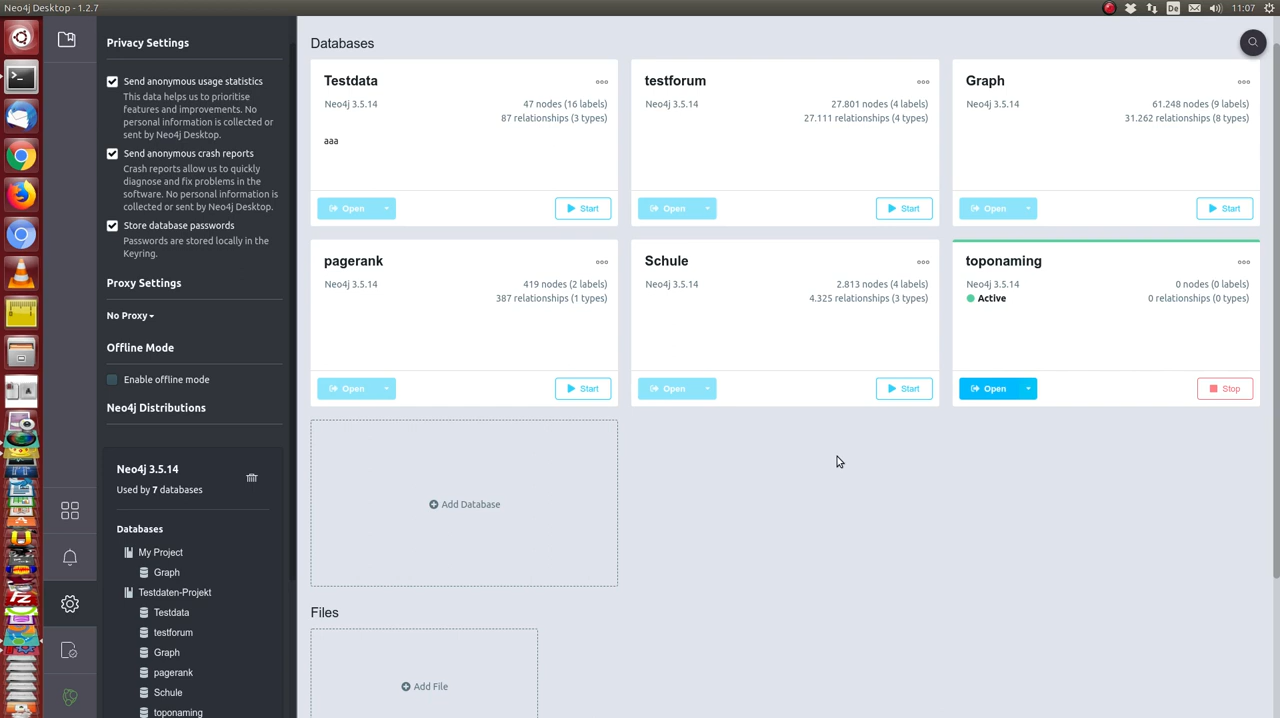 Neo4j Desktop - 1.2.7
De
11:07
Privacy Settings
Send anonymous usage statistics
This data helps us to prioritise
features and improvements. No
personal information is collected or
sent by Neo4j Desktop.
Send anonymous crash reports
Crash reports allow us to quickly
diagnose and fix problems in the
software. No personal information is
collected or sent by Neo4j Desktop.
Store database passwords
Passwords are stored locally in the
Keyring.
Proxy Settings
No Proxy
Offline Mode
Enable offline mode
Neo4j Distributions
Neo4j 3.5.14
Used by 7 databases
Databases
My Project
Graph
Testdaten-Projekt
Testdata
testforum
Graph
pagerank
Schule
toponaming
Databases
Testdata
Neo4j 3.5.14
47 nodes (16 labels)
87 relationships (3 types)
aaa
Open
Start
testforum
Neo4j 3.5.14
27.801 nodes (4 labels)
27.111 relationships (4 types)
Open
Start
Graph
Neo4j 3.5.14
61.248 nodes (9 labels)
31.262 relationships (8 types)
Open
Start
pagerank
Neo4j 3.5.14
419 nodes (2 labels)
387 relationships (1 types)
Open
Start
Schule
Neo4j 3.5.14
2.813 nodes (4 labels)
4.325 relationships (3 types)
Open
Start
toponaming
Neo4j 3.5.14
0 nodes (0 labels)
Active
0 relationships (0 types)
Open
Stop
Add Database
Files
Add File